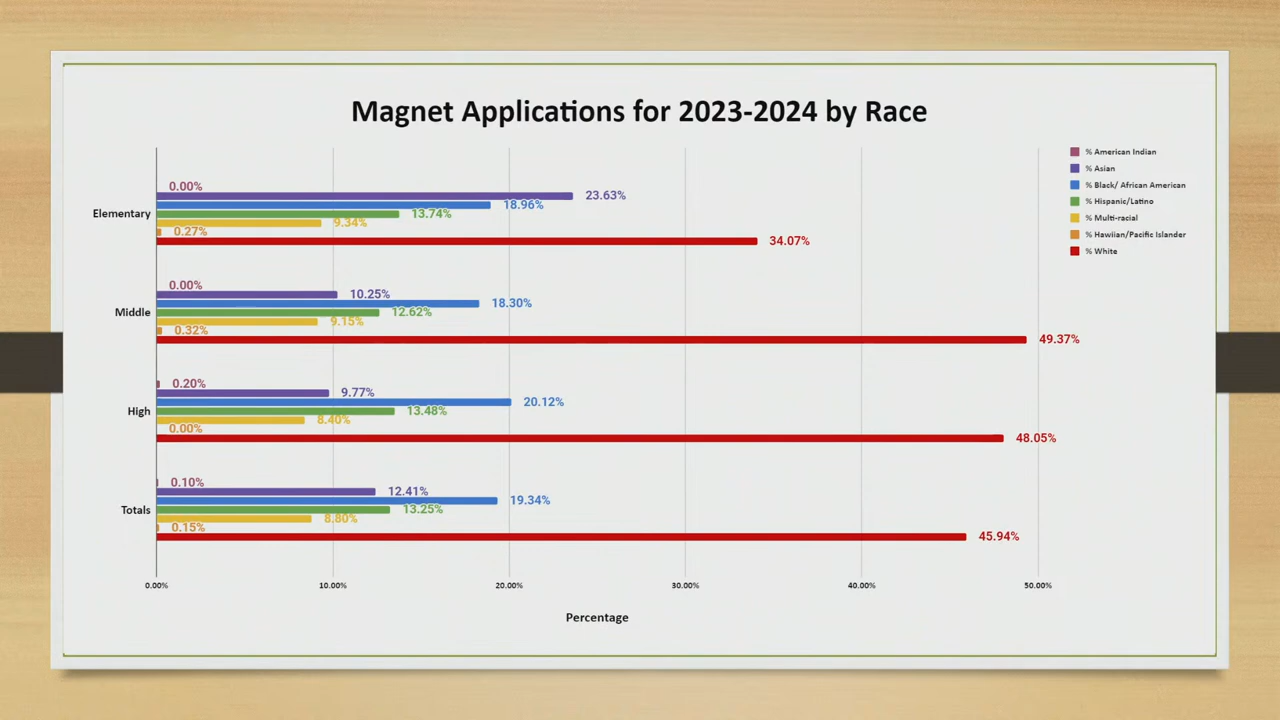 Magnet Applications for 2023-2024 by Race
% American Indian
% Asian
% Black/ African American
% Hispanic/Latino
% Multi-racial
% Hawiian/Pacific Islander
% White
Elementary
0.00%
23.63%
18.96%
13.74%
9.34%
0.27%
34.07%
Middle
0.00%
10.25%
18.30%
12.62%
9.15%
0.32%
49.37%
High
0.20%
9.77%
20.12%
13.48%
8.40%
0.00%
48.05%
Totals
0.10%
12.41%
19.34%
13.25%
8.80%
0.15%
45.94%
0.00% 10.00% 20.00% 30.00% 40.00% 50.00%
Percentage